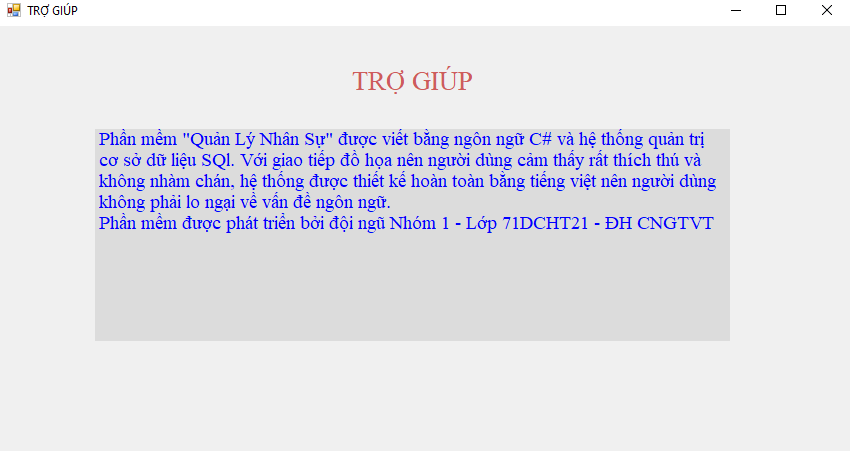 TRỢ GIÚP
TRỢ GIÚP
Phần mềm "Quản Lý Nhân Sự" được viết bằng ngôn ngữ C# và hệ thống quản trị
cơ sở dữ liệu SQl. Với giao tiếp đồ họa nên người dùng cảm thấy rất thích thú và
không nhàm chán, hệ thống được thiết kế hoàn toàn bằng tiếng việt nên người dùng
không phải lo ngại về vấn đề ngôn ngữ.
Phần mềm được phát triển bởi đội ngũ Nhóm 1 - Lớp 71DCHT21 - ĐH CNGTVT